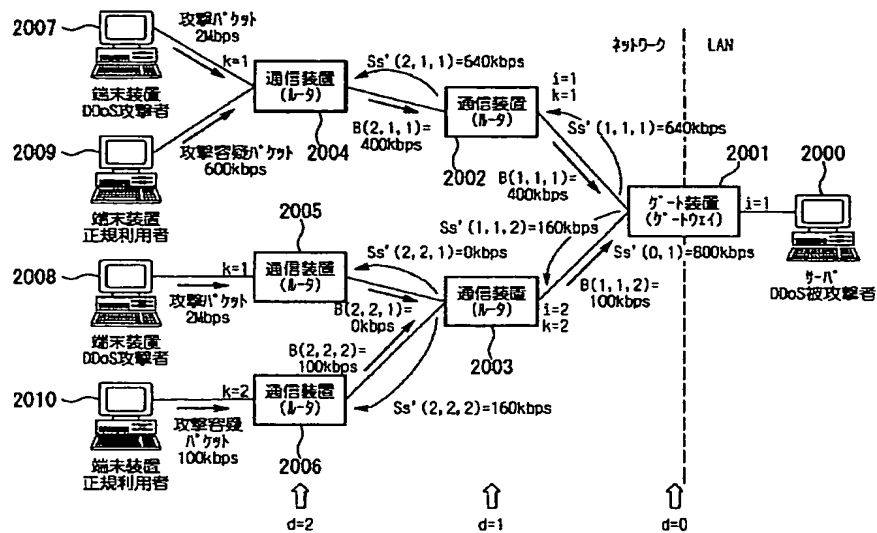 2007
攻撃パケット
2Mbps
端末装置
DDoS攻撃者
2009
攻撃容疑パケット
600kbps
端末装置
正規利用者
k=1
通信装置
(ルータ)
2004
Ss'(2,1,1)=640kbps
B(2,1,1)=
400kbps
通信装置
(ルータ)
2002
i=1
k=1
ネットワーク
LAN
Ss'(1,1,1)=640kbps
B(1,1,1)=
400kbps
2001
ゲート装置
(ゲートウェイ)
i=1
2000
サーバ
DDoS被攻撃者
Ss'(0,1)=800kbps
Ss'(1,1,2)=160kbps
B(1,1,2)=
100kbps
2008
攻撃パケット
2Mbps
端末装置
DDoS攻撃者
k=1
2005
通信装置
(ルータ)
Ss'(2,2,1)=0kbps
B(2,2,1)=
0kbps
通信装置
(ルータ)
2003
i=2
k=2
2010
攻撃容疑
パケット
100kbps
端末装置
正規利用者
k=2
通信装置
(ルータ)
2006
B(2,2,2)=
100kbps
Ss'(2,2,2)=160kbps
d=2
d=1
d=0